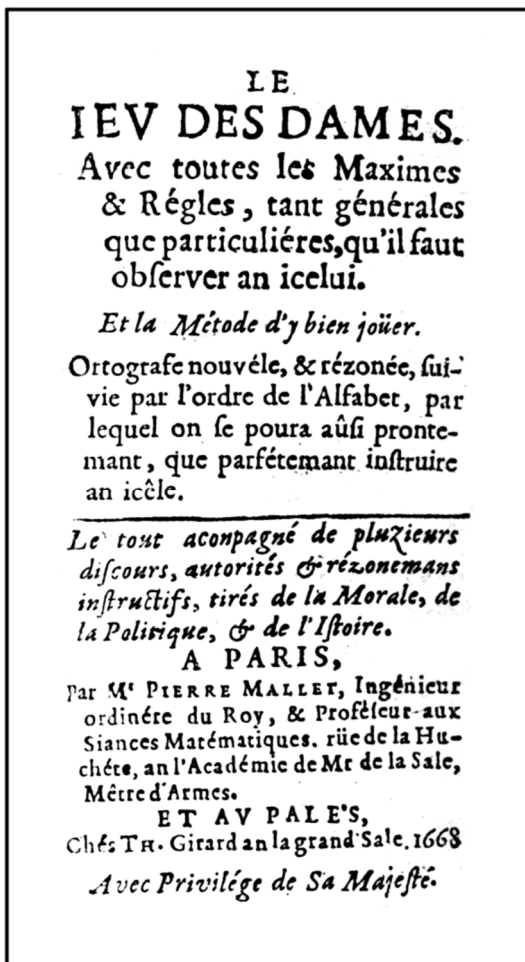 LE
IEV DES DAMES.
Avec toutes les Maximes
& Régles, tant générales
que particuliéres, qu'il faut
obſerver an icelui.
Et la Métode d'y bien joüer.
Ortografe nouvéle, & rézonée, ſui-
vie par l'ordre de l'Alfabet, par
lequel on ſe poura aûſi pronte-
mant, que parfétemant inſtruire
an icêle.
Le tout aconpagné de pluzieurs
diſcours, autorités & rézonemans
inſtructifs, tirés de la Morale, de
la Politique, & de l'Iſtoire.
A PARIS,
Par Mr PIERRE MALLET, Ingénieur
ordinére du Roy, & Proféſeur aux
Siances Matématiques. rüe de la Hu-
chéte, an l'Académie de Mr de la Sale,
Mêtre d'Armes.
ET AV PALE'S,
Chés TH. Girard an la grand Sale. 1668
Avec Privilége de Sa Majeſté.